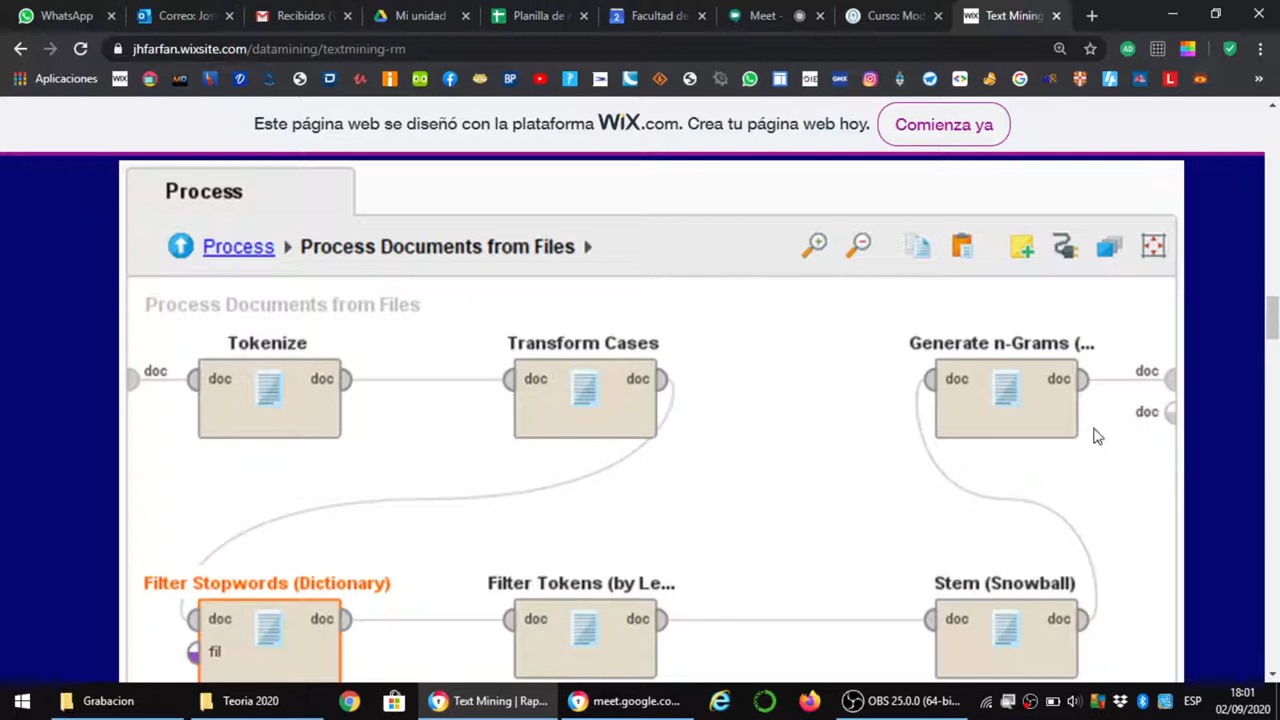 WhatsApp
Correo: Jos
Recibidos (
Mi unidad
Planilla de A
Facultad de
Meet -
Curso: Mod
Text Mining
jhfarfan.wixsite.com/datamining/textmining-rm
Aplicaciones
Este página web se diseñó con la plataforma WIX.com. Crea tu página web hoy.
Comienza ya
Process
Process
Process Documents from Files
Process Documents from Files
Tokenize
Transform Cases
Generate n-Grams (...
doc
doc
doc
doc
doc
doc
doc
doc
doc
Filter Stopwords (Dictionary)
Filter Tokens (by Le...
Stem (Snowball)
doc
doc
doc
doc
doc
doc
fil
Grabacion
Teoria 2020
Text Mining | Rap...
meet.google.co...
OBS 25.0.0 (64-bi...
ESP
18:01
02/09/2020